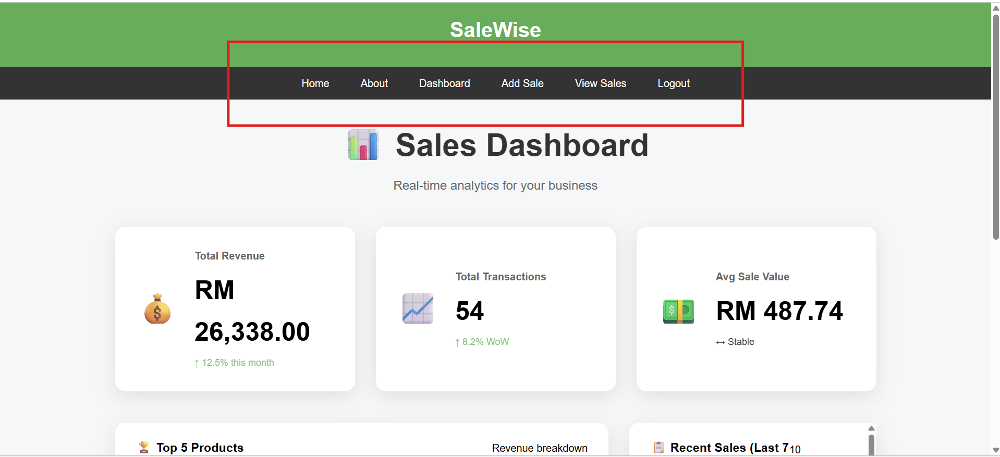 SaleWise
Home About Dashboard Add Sale View Sales Logout
Sales Dashboard
Real-time analytics for your business
Total Revenue
RM
26,338.00
↑ 12.5% this month
Total Transactions
54
↑ 8.2% WoW
Avg Sale Value
RM 487.74
↔ Stable
Top 5 Products
Revenue breakdown
Recent Sales (Last 7
10